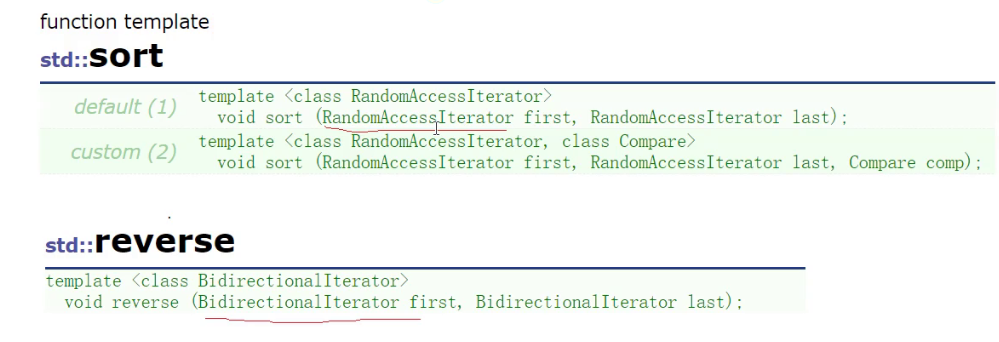 function template
std::sort
default (1)
template <class RandomAccessIterator>
void sort (RandomAccessIterator first, RandomAccessIterator last);
custom (2)
template <class RandomAccessIterator, class Compare>
void sort (RandomAccessIterator first, RandomAccessIterator last, Compare comp);
std::reverse
template <class BidirectionalIterator>
void reverse (BidirectionalIterator first, BidirectionalIterator last);